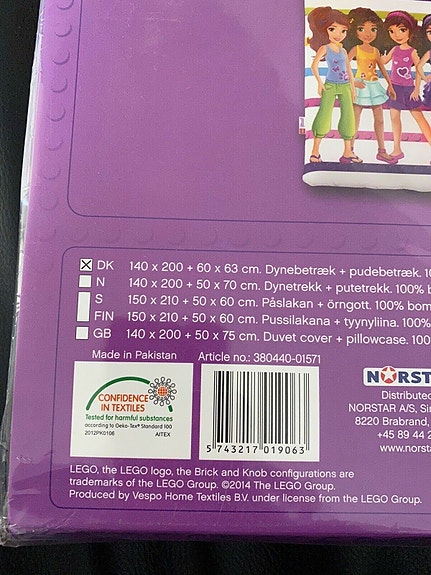 DK 140 x 200 + 60 x 63 cm. Dynebetræk + pudebetræk.
N 140 x 200 + 50 x 70 cm. Dynetrekk + putetrekk. 100%
S 150 x 210 + 50 x 60 cm. Påslakan + örngott. 100% bom
FIN 150 x 210 + 50 x 60 cm. Pussilakana + tyynyliina. 100%
GB 140 x 200 + 50 x 75 cm. Duvet cover + pillowcase. 100
Made in Pakistan Article no.: 380440-01571
CONFIDENCE
IN TEXTILES
Tested for harmful substances
according to Oeko-Tex® Standard 100
2012PK0106 AITEX
5 743217 019063
NORSTAR
Distributed
NORSTAR A/S,
8220 Brabrand,
+45 89 44 2
www.norsta
LEGO, the LEGO logo, the Brick and Knob configurations are
trademarks of the LEGO Group. ©2014 The LEGO Group.
Produced by Vespo Home Textiles B.V. under license from the LEGO Group.